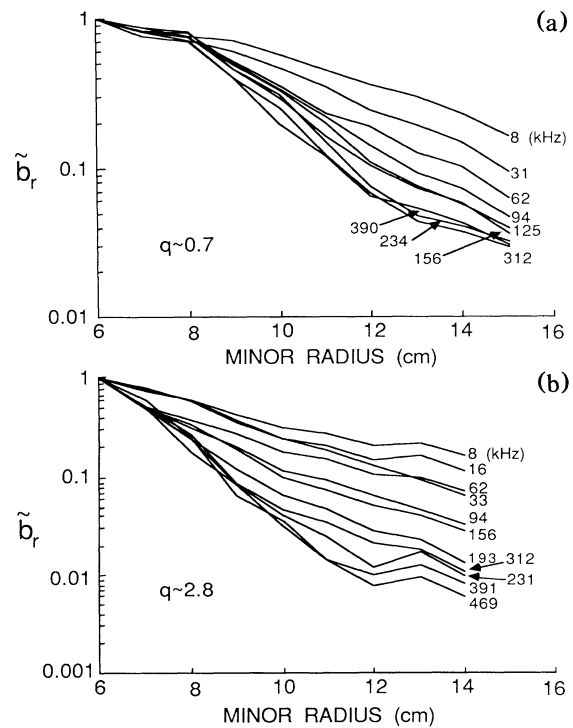 (a)
1
0.1
0.01
b̃r
q~0.7
8 (kHz)
31
62
94
125
390
234
156
312
6 8 10 12 14 16
MINOR RADIUS (cm)
(b)
1
0.1
0.01
0.001
b̃r
q~2.8
8 (kHz)
16
62
33
94
156
193 312
231
391
469
6 8 10 12 14 16
MINOR RADIUS (cm)